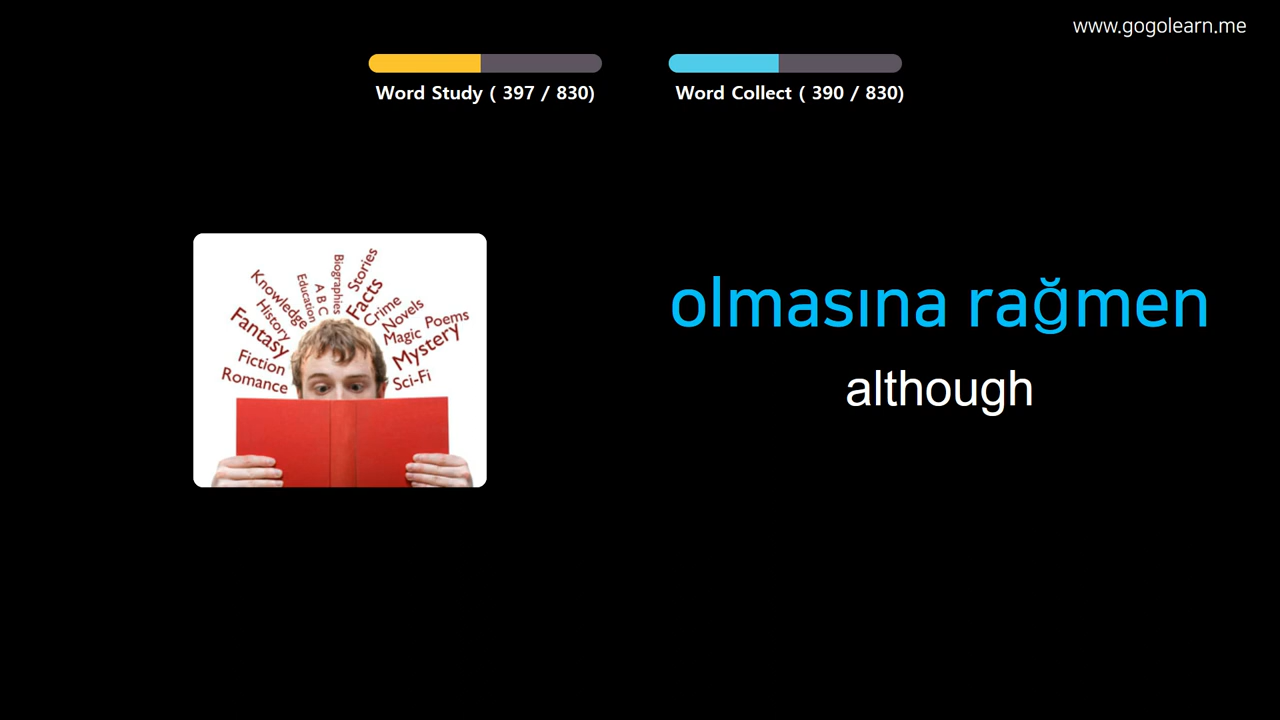 www.gogolearn.me
Word Study ( 397 / 830)
Word Collect ( 390 / 830)
Biographies
Stories
Education
A B C
Facts
Knowledge
Crime
History
Novels
Fantasy
Magic
Poems
Mystery
Fiction
Romance
Sci-Fi
olmasına rağmen
although